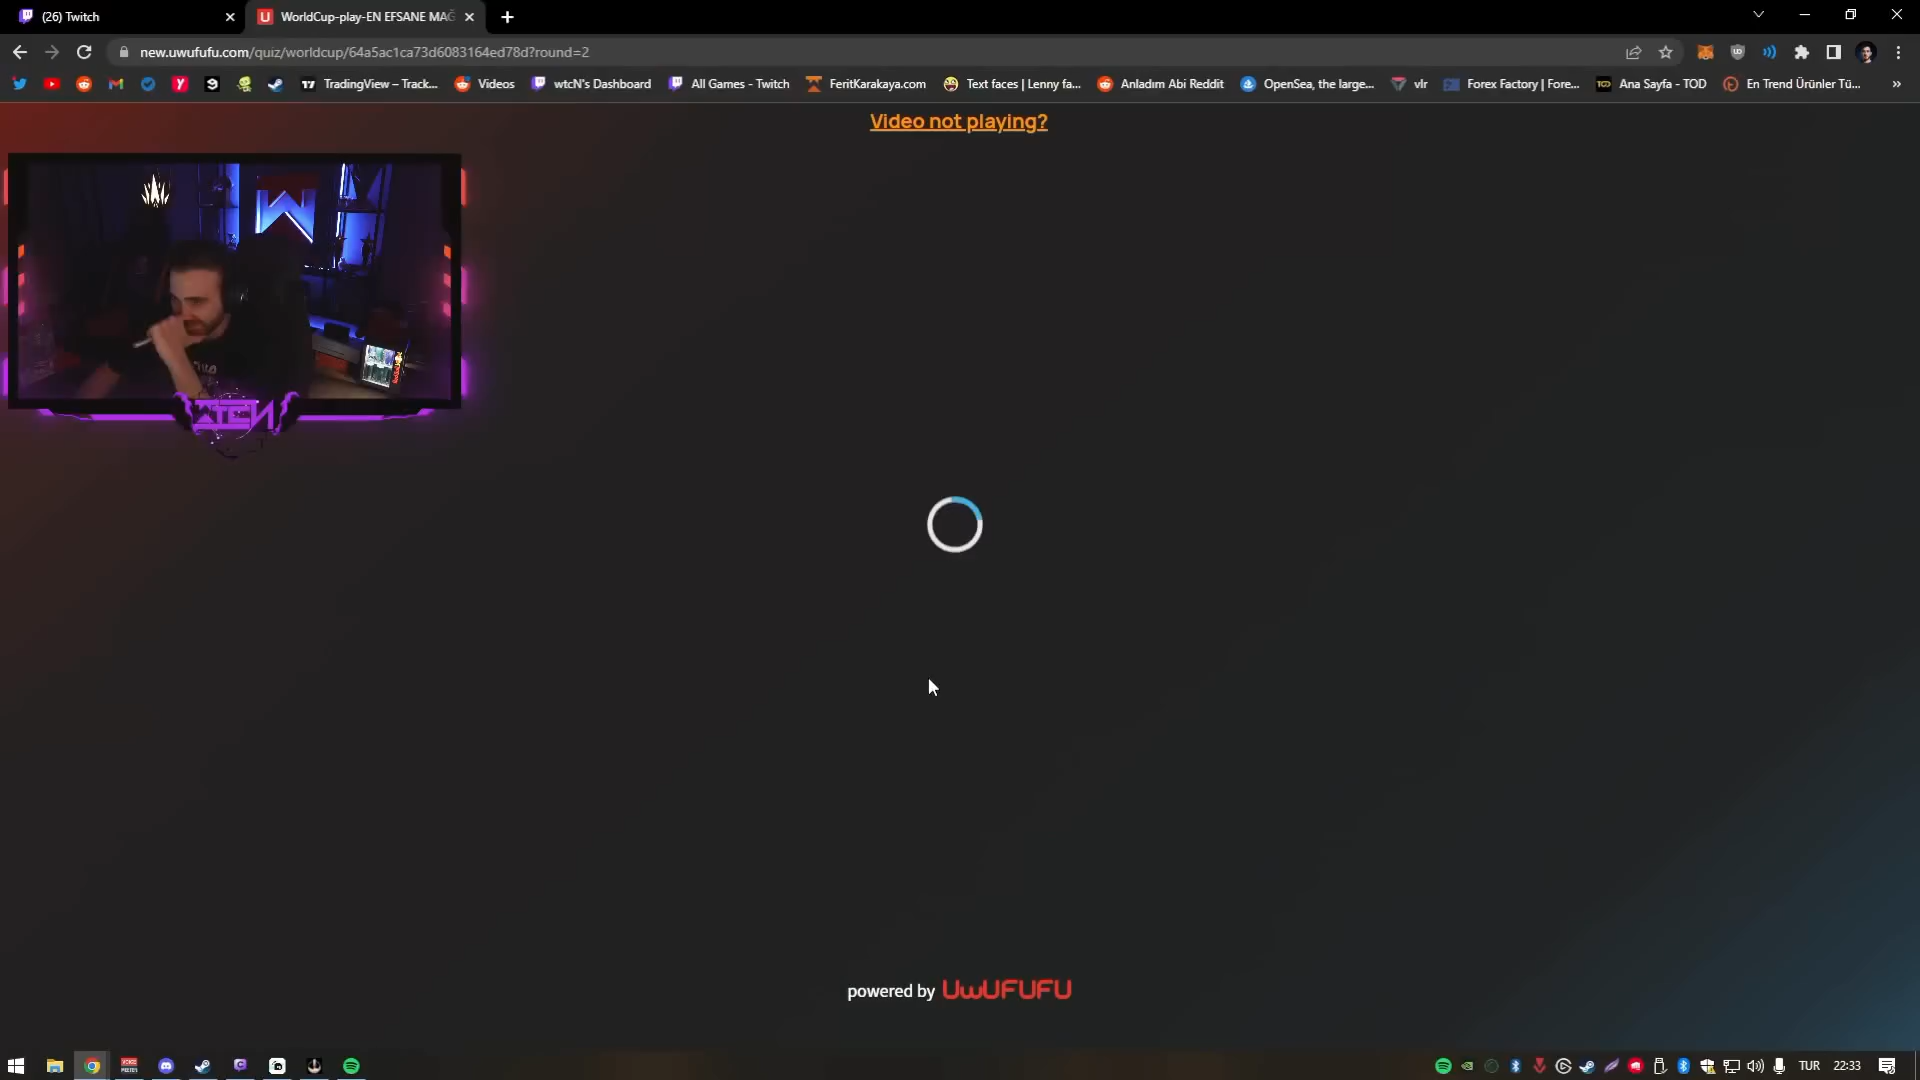 (26) Twitch
WorldCup-play-EN EFSANE MAĞ
new.uwufufu.com/quiz/worldcup/64a5ac1ca73d6083164ed78d?round=2
TradingView – Track...
Videos
wtcN's Dashboard
All Games - Twitch
FeritKarakaya.com
Text faces | Lenny fa...
Anladım Abi Reddit
OpenSea, the large...
vlr
Forex Factory | Fore...
Ana Sayfa - TOD
En Trend Ürünler Tü...
»
Video not playing?
WTCN
powered by UwUFUFU
TUR
22:33